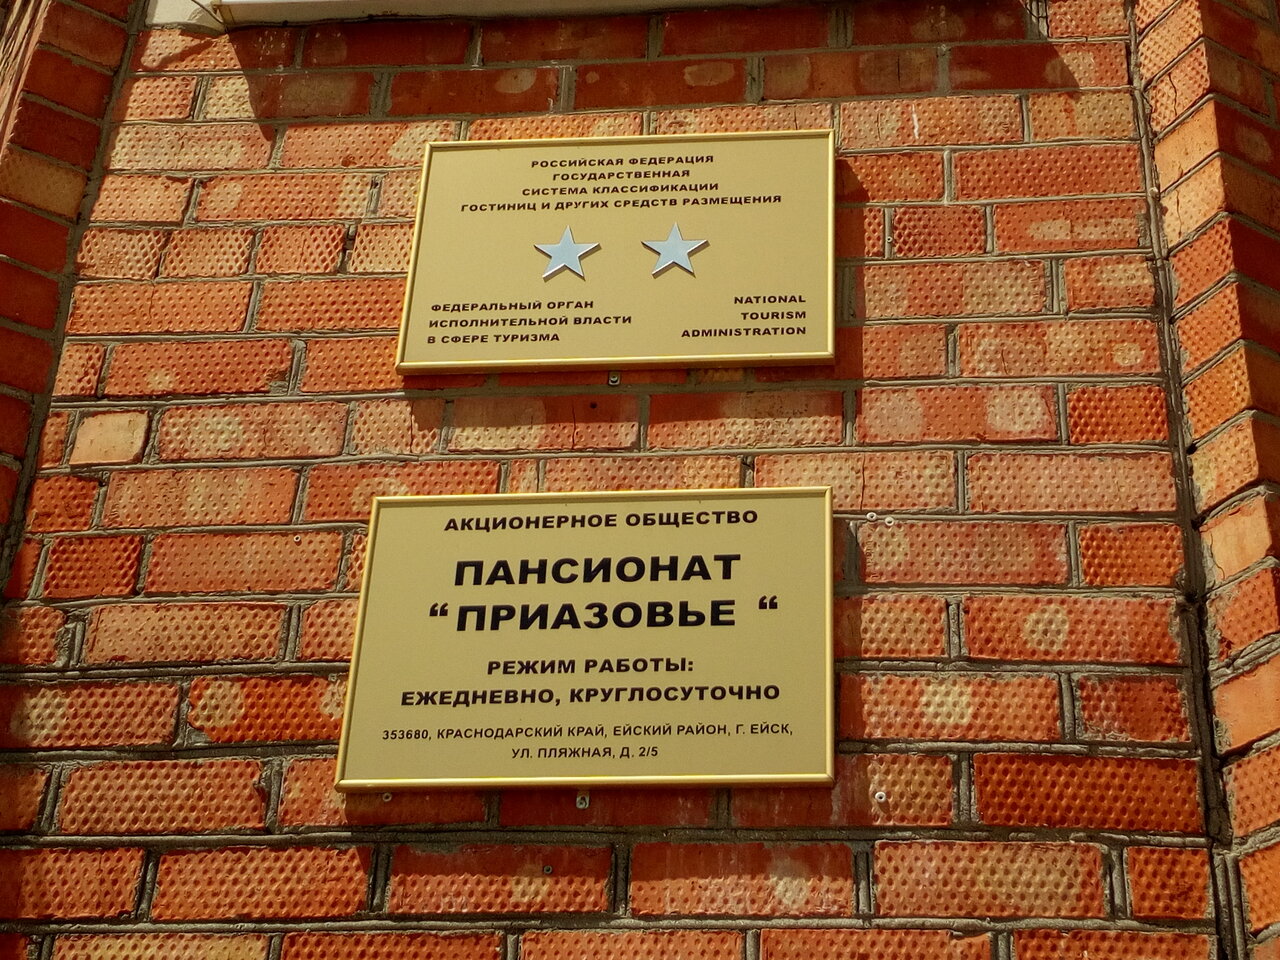 РОССИЙСКАЯ ФЕДЕРАЦИЯ
ГОСУДАРСТВЕННАЯ
СИСТЕМА КЛАССИФИКАЦИИ
ГОСТИНИЦ И ДРУГИХ СРЕДСТВ РАЗМЕЩЕНИЯ
ФЕДЕРАЛЬНЫЙ ОРГАН
ИСПОЛНИТЕЛЬНОЙ ВЛАСТИ
В СФЕРЕ ТУРИЗМА
NATIONAL
TOURISM
ADMINISTRATION
АКЦИОНЕРНОЕ ОБЩЕСТВО
ПАНСИОНАТ
“ПРИАЗОВЬЕ “
РЕЖИМ РАБОТЫ:
ЕЖЕДНЕВНО, КРУГЛОСУТОЧНО
353680, КРАСНОДАРСКИЙ КРАЙ, ЕЙСКИЙ РАЙОН, Г. ЕЙСК,
УЛ. ПЛЯЖНАЯ, Д. 2/5